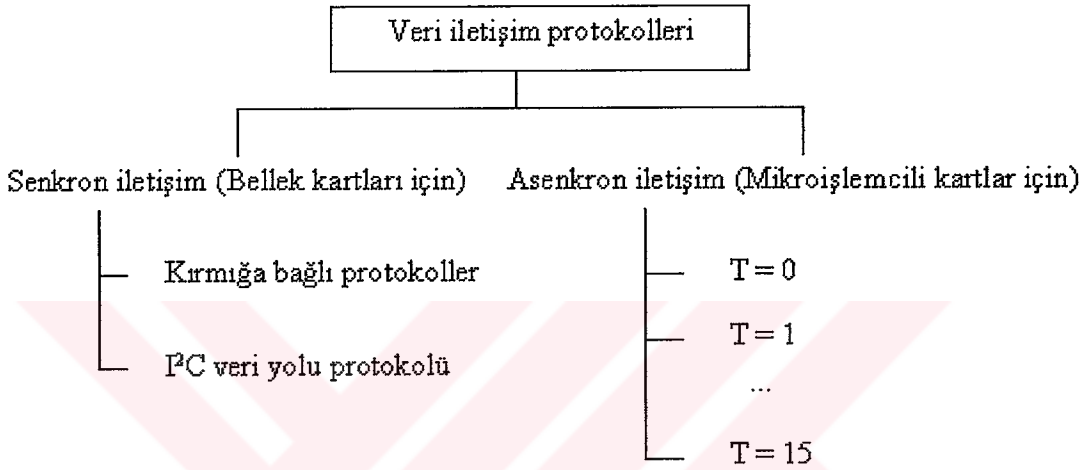 Veri iletişim protokolleri
Senkron iletişim (Bellek kartları için)
Asenkron iletişim (Mikroişlemcili kartlar için)
Kırmığa bağlı protokoller
I²C veri yolu protokolü
T = 0
T = 1
...
T = 15